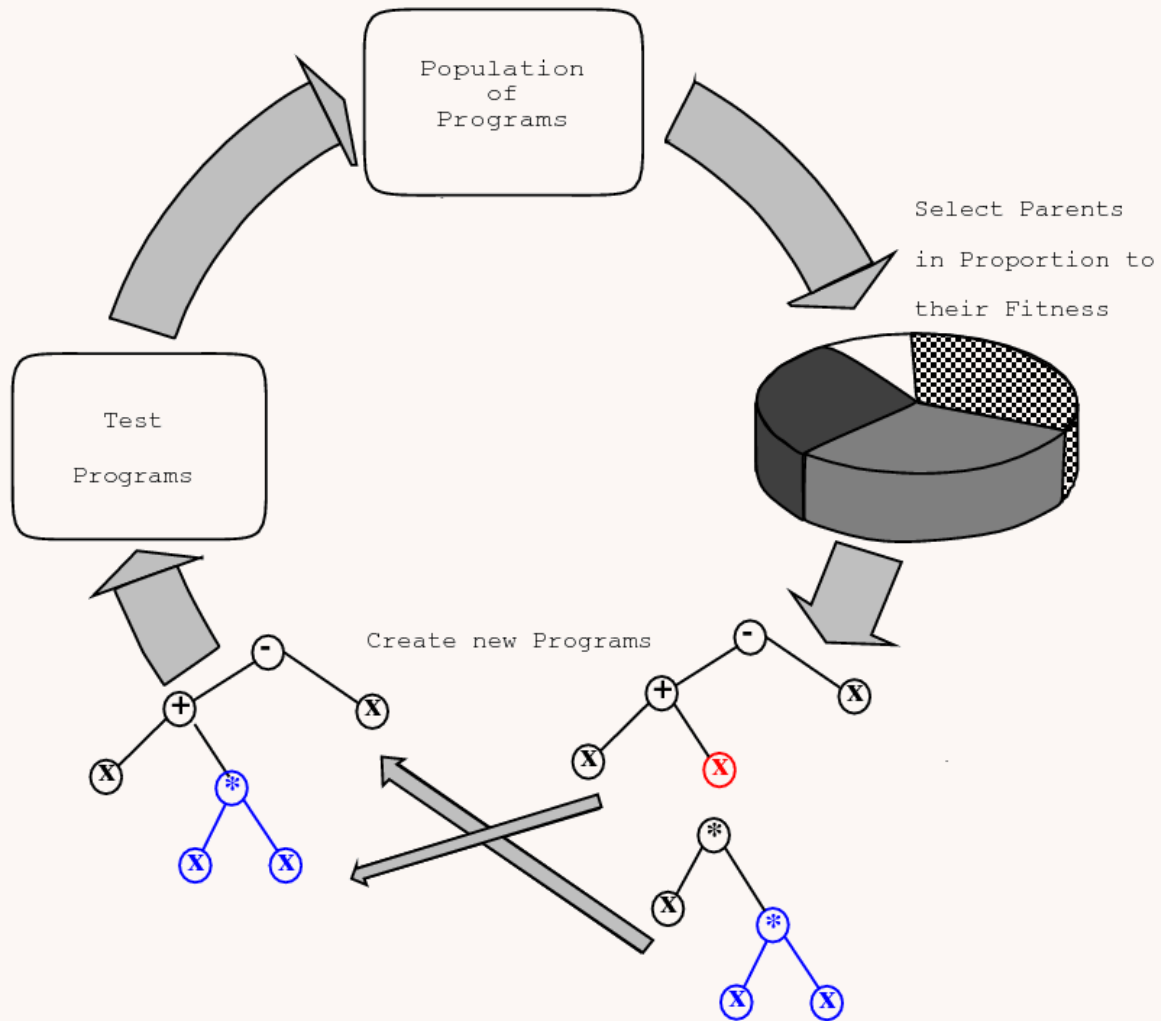 Population
of
Programs
Select Parents
in Proportion to
their Fitness
Test
Programs
Create new Programs
-
+
X
X
*
X
X
-
+
X
X
X
*
X
*
X
X